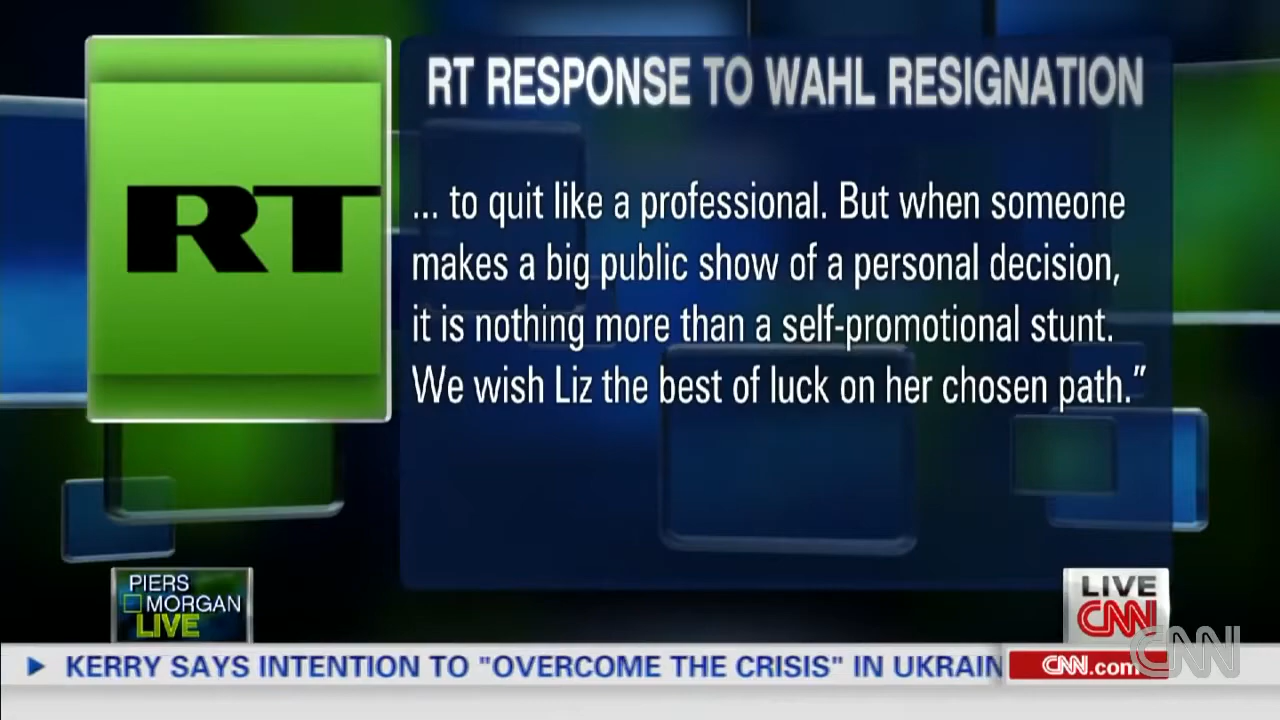 RT
RT RESPONSE TO WAHL RESIGNATION
... to quit like a professional. But when someone
makes a big public show of a personal decision,
it is nothing more than a self-promotional stunt.
We wish Liz the best of luck on her chosen path.”
PIERS
MORGAN
LIVE
LIVE
CNN
CNN
KERRY SAYS INTENTION TO "OVERCOME THE CRISIS" IN UKRAIN
CNN.com